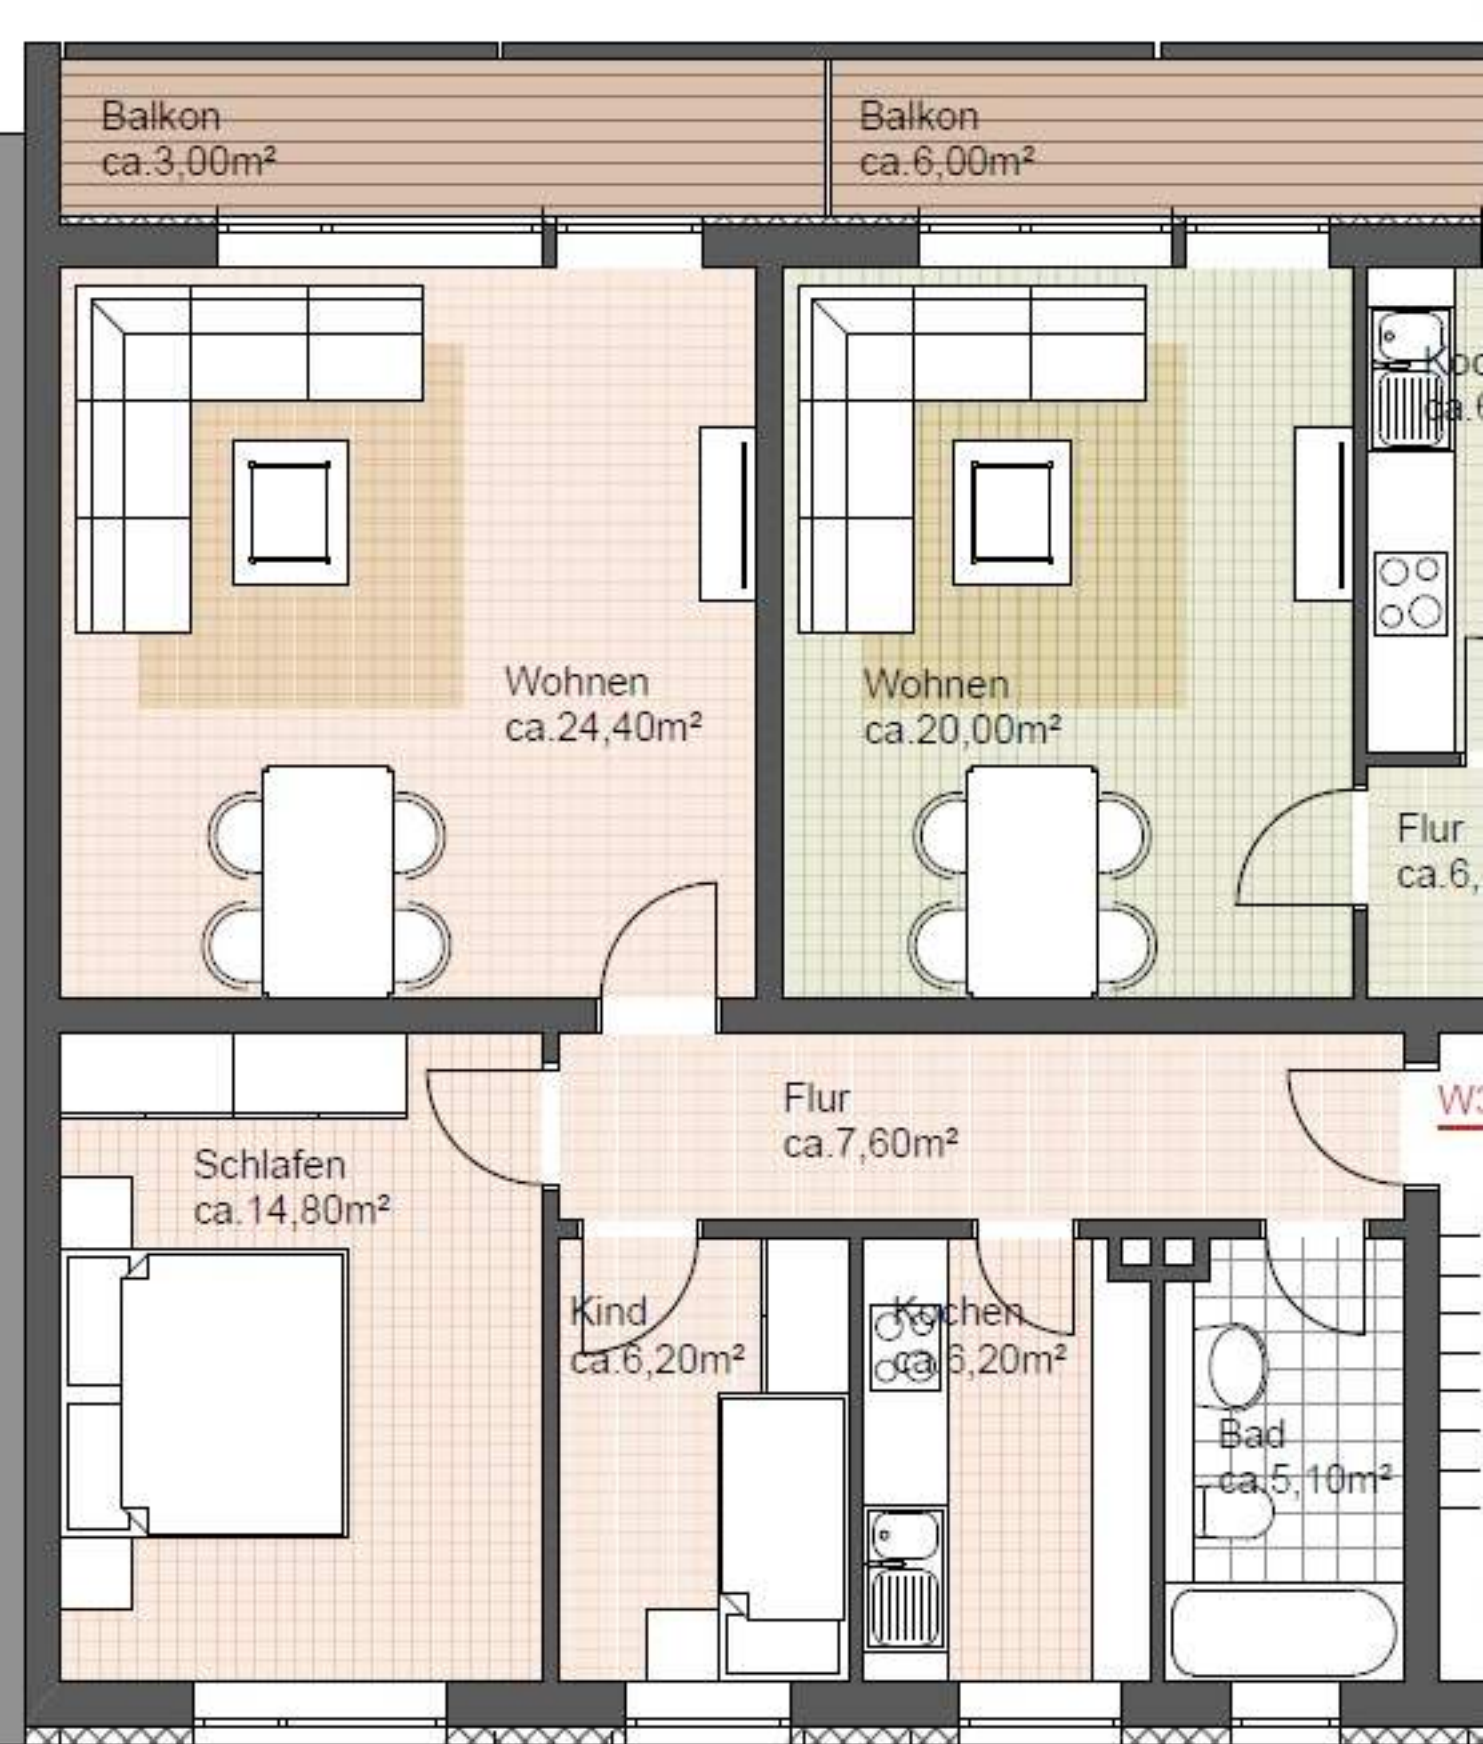 Balkon
ca.3,00m²
Balkon
ca.6,00m²
Wohnen
ca.24,40m²
Wohnen
ca.20,00m²
Flur
Flur
ca.7,60m²
Schlafen
ca.14,80m²
Kind
ca.6,20m²
Kochen
ca.6,20m²
Bad
ca.5,10m²